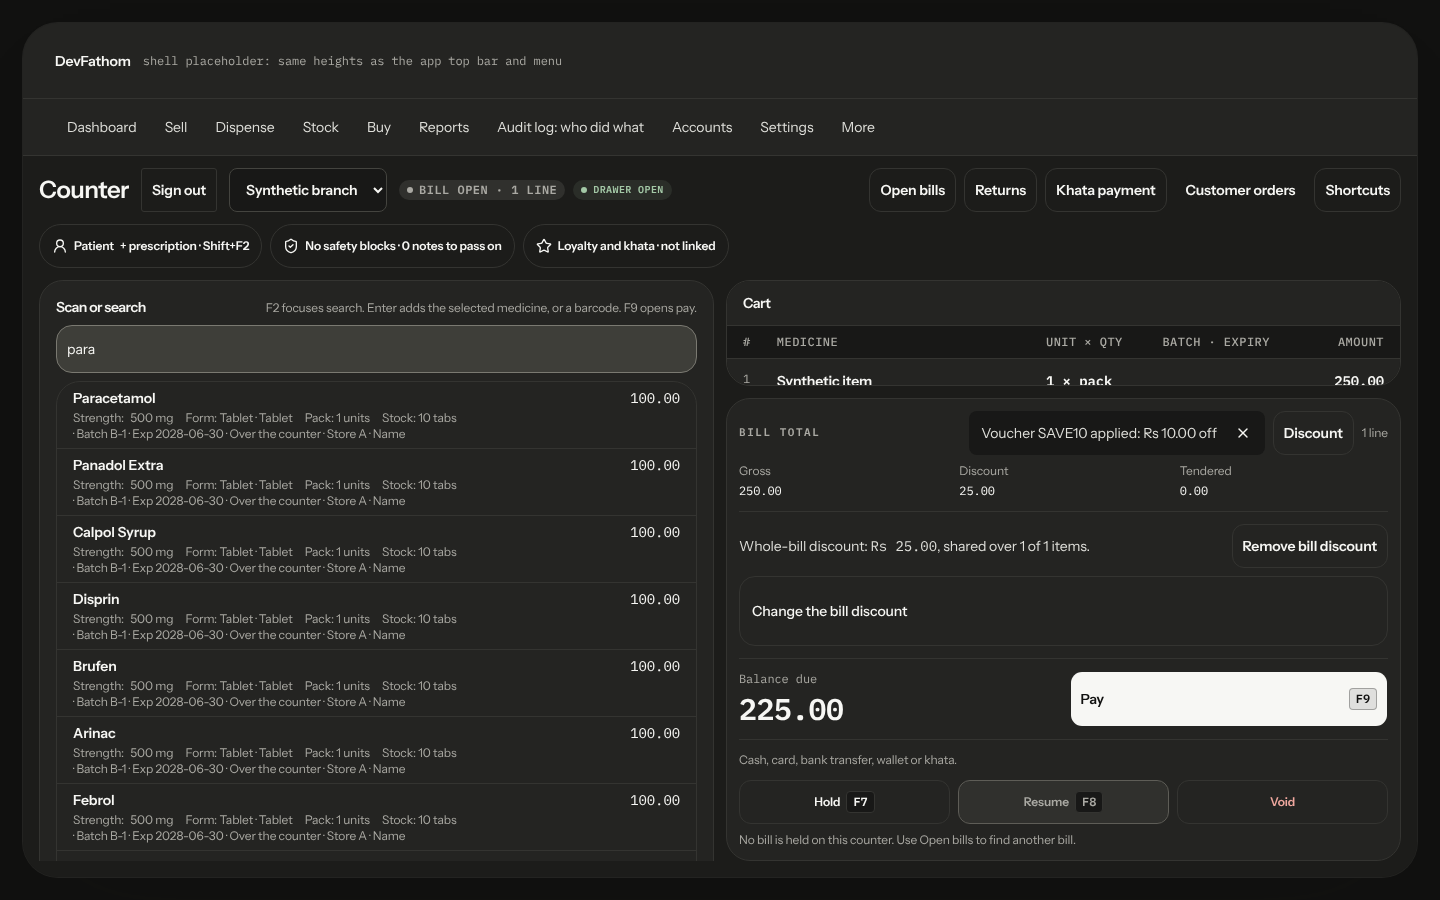 DevFathom shell placeholder: same heights as the app top bar and menu
Dashboard Sell Dispense Stock Buy Reports Audit log: who did what Accounts Settings More
Counter Sign out Synthetic branch BILL OPEN · 1 LINE DRAWER OPEN Open bills Returns Khata payment Customer orders Shortcuts
Patient + prescription · Shift+F2 No safety blocks · 0 notes to pass on Loyalty and khata · not linked
Scan or search F2 focuses search. Enter adds the selected medicine, or a barcode. F9 opens pay.
para
Paracetamol 100.00
Strength: 500 mg Form: Tablet · Tablet Pack: 1 units Stock: 10 tabs
· Batch B-1 · Exp 2028-06-30 · Over the counter · Store A · Name
Panadol Extra 100.00
Strength: 500 mg Form: Tablet · Tablet Pack: 1 units Stock: 10 tabs
· Batch B-1 · Exp 2028-06-30 · Over the counter · Store A · Name
Calpol Syrup 100.00
Strength: 500 mg Form: Tablet · Tablet Pack: 1 units Stock: 10 tabs
· Batch B-1 · Exp 2028-06-30 · Over the counter · Store A · Name
Disprin 100.00
Strength: 500 mg Form: Tablet · Tablet Pack: 1 units Stock: 10 tabs
· Batch B-1 · Exp 2028-06-30 · Over the counter · Store A · Name
Brufen 100.00
Strength: 500 mg Form: Tablet · Tablet Pack: 1 units Stock: 10 tabs
· Batch B-1 · Exp 2028-06-30 · Over the counter · Store A · Name
Arinac 100.00
Strength: 500 mg Form: Tablet · Tablet Pack: 1 units Stock: 10 tabs
· Batch B-1 · Exp 2028-06-30 · Over the counter · Store A · Name
Febrol 100.00
Strength: 500 mg Form: Tablet · Tablet Pack: 1 units Stock: 10 tabs
· Batch B-1 · Exp 2028-06-30 · Over the counter · Store A · Name
Cart
# MEDICINE UNIT × QTY BATCH · EXPIRY AMOUNT
1 Synthetic item 1 × pack 250.00
BILL TOTAL Voucher SAVE10 applied: Rs 10.00 off Discount 1 line
Gross Discount Tendered
250.00 25.00 0.00
Whole-bill discount: Rs 25.00, shared over 1 of 1 items. Remove bill discount
Change the bill discount
Balance due
225.00 Pay F9
Cash, card, bank transfer, wallet or khata.
Hold F7 Resume F8 Void
No bill is held on this counter. Use Open bills to find another bill.